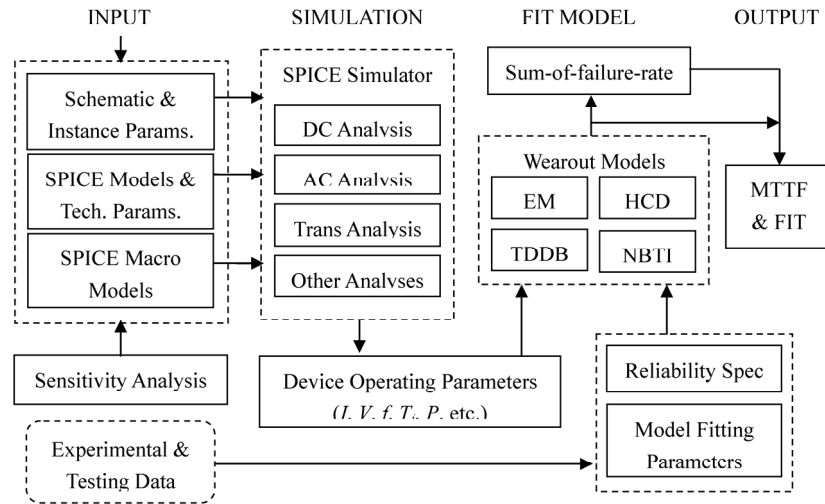 INPUT
SIMULATION
FIT MODEL
OUTPUT
Schematic &
Instance Params.
SPICE Models &
Tech. Params.
SPICE Macro
Models
Sensitivity Analysis
Experimental &
Testing Data
SPICE Simulator
DC Analysis
AC Analysis
Trans Analysis
Other Analyses
Device Operating Parameters
(I, V, f, Tj, P, etc.)
Sum-of-failure-rate
Wearout Models
EM
HCD
TDDB
NBTI
Reliability Spec
Model Fitting
Parameters
MTTF
& FIT